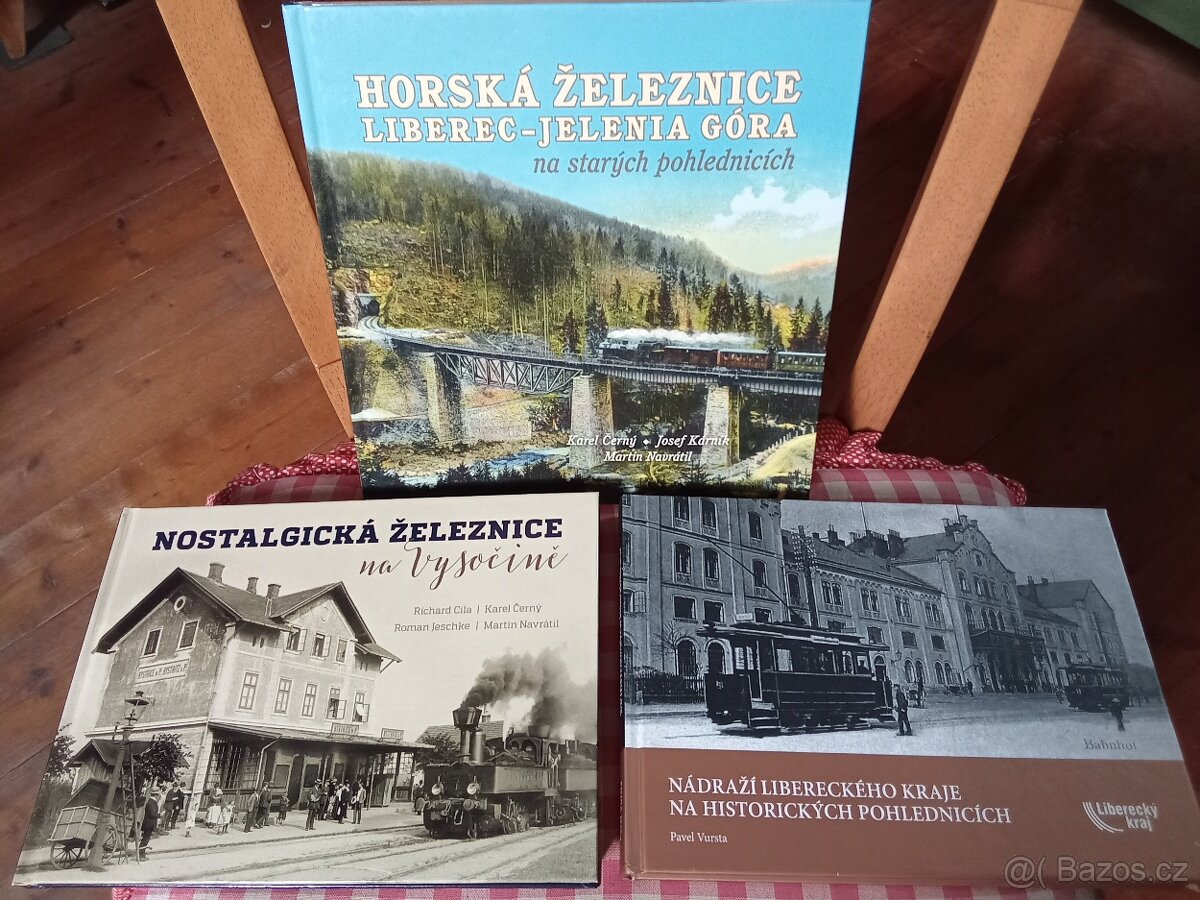 HORSKÁ ŽELEZNICE
LIBEREC–JELENIA GÓRA
na starých pohlednicích
Karel Černý ◆ Josef Kárník
Martin Navrátil
NOSTALGICKÁ ŽELEZNICE
na Vysočině
Richard Cila | Karel Černý
Roman Jeschke | Martin Navrátil
Bahnhof
NÁDRAŽÍ LIBERECKÉHO KRAJE
NA HISTORICKÝCH POHLEDNICÍCH
Pavel Vursta
Liberecký
kraj
Bazos.cz